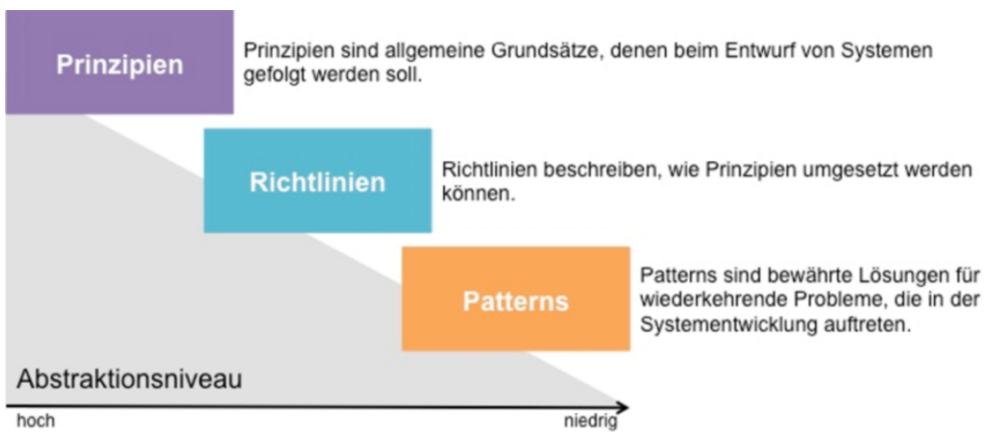 Prinzipien
Prinzipien sind allgemeine Grundsätze, denen beim Entwurf von Systemen
gefolgt werden soll.
Richtlinien
Richtlinien beschreiben, wie Prinzipien umgesetzt werden
können.
Patterns
Patterns sind bewährte Lösungen für
wiederkehrende Probleme, die in der
Systementwicklung auftreten.
Abstraktionsniveau
hoch
niedrig